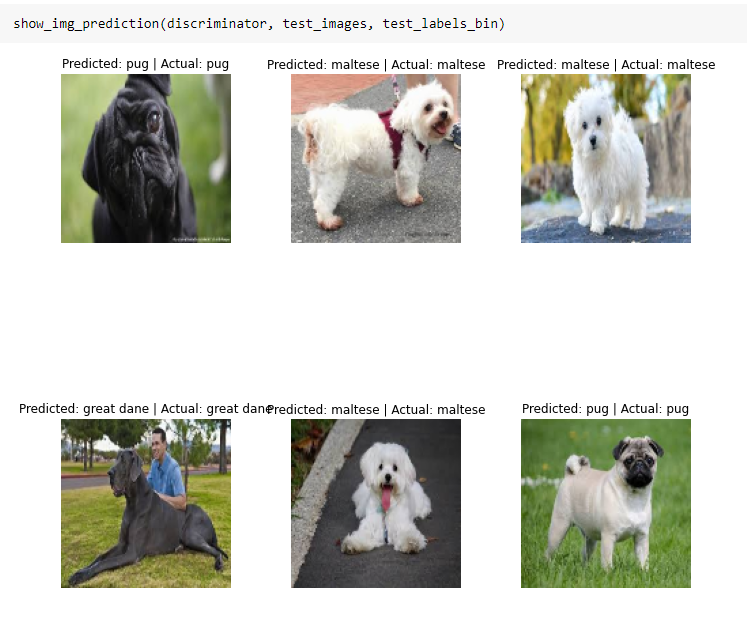 show_img_prediction(discriminator, test_images, test_labels_bin)
Predicted: pug | Actual: pug
Predicted: maltese | Actual: maltese
Predicted: maltese | Actual: maltese
Predicted: great dane | Actual: great dane
Predicted: maltese | Actual: maltese
Predicted: pug | Actual: pug